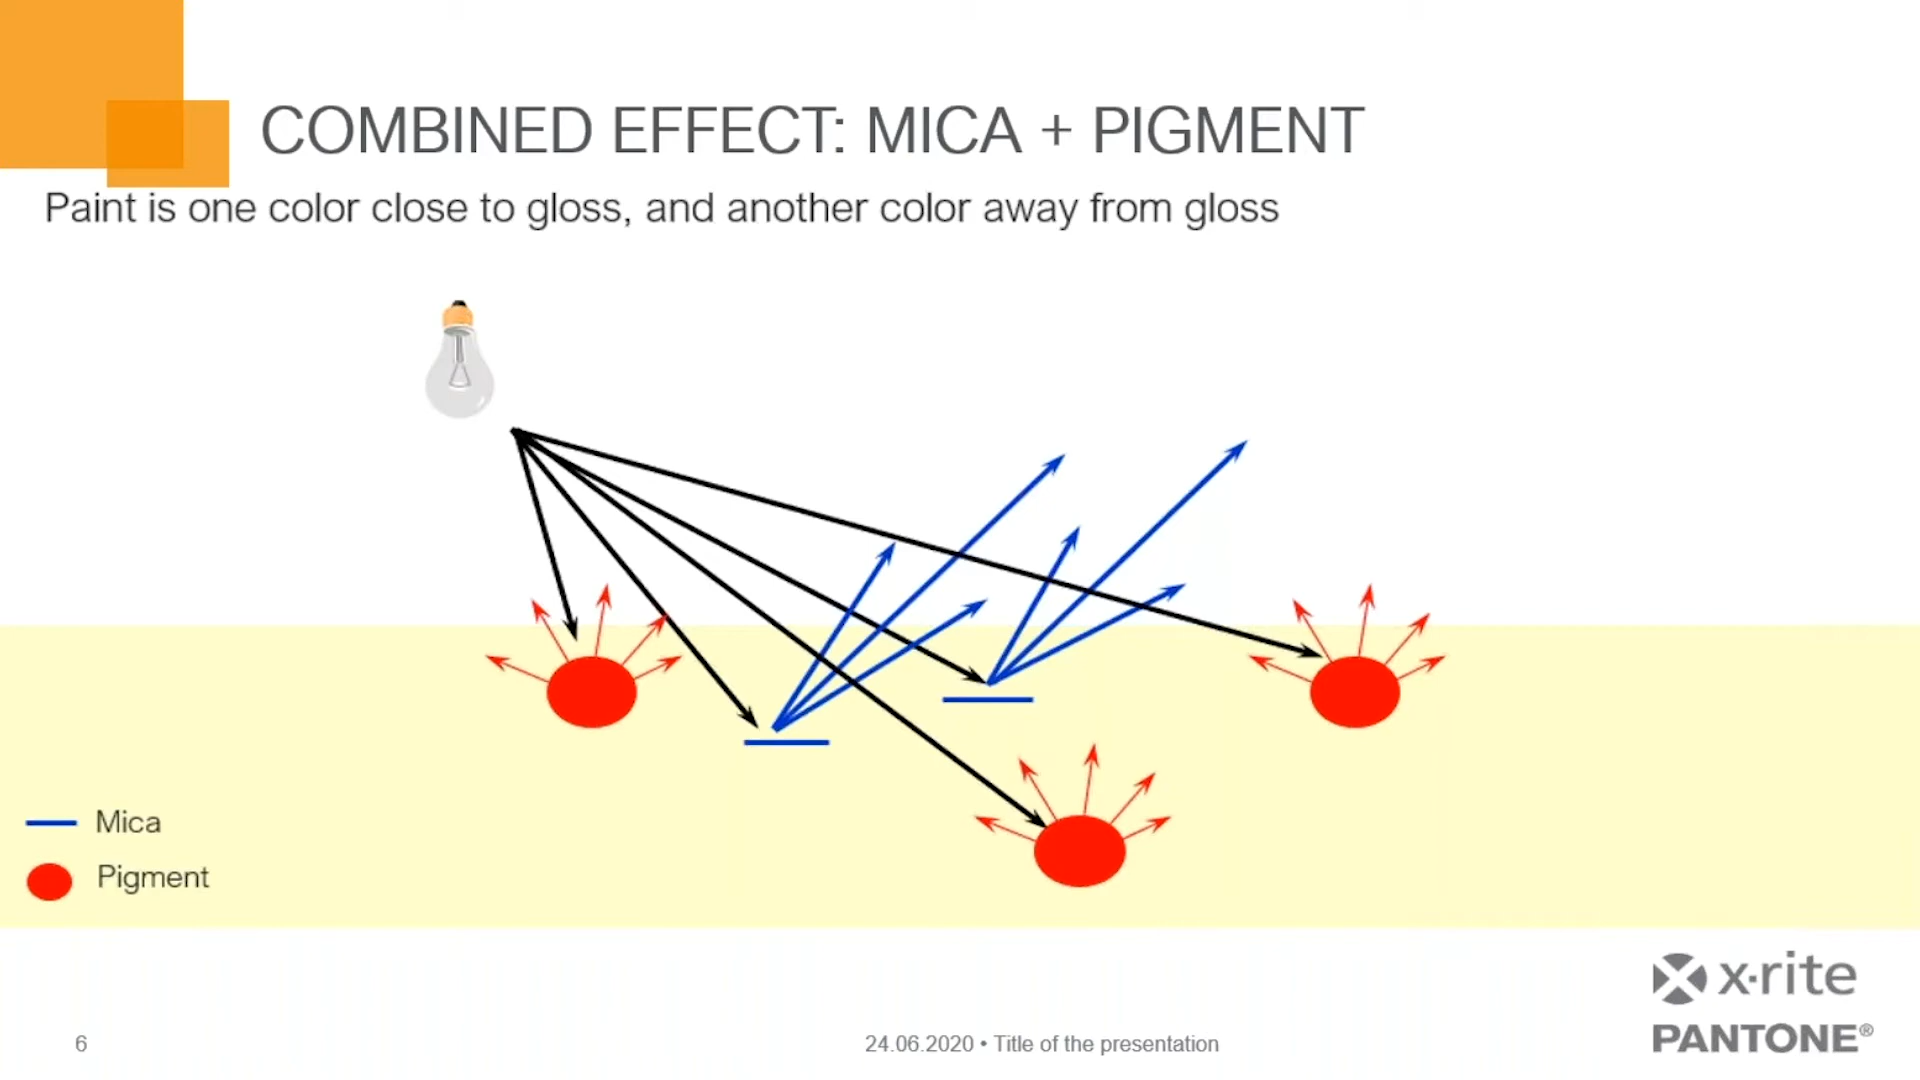 COMBINED EFFECT: MICA + PIGMENT
Paint is one color close to gloss, and another color away from gloss
Mica
Pigment
x·rite
PANTONE®
6
24.06.2020 • Title of the presentation